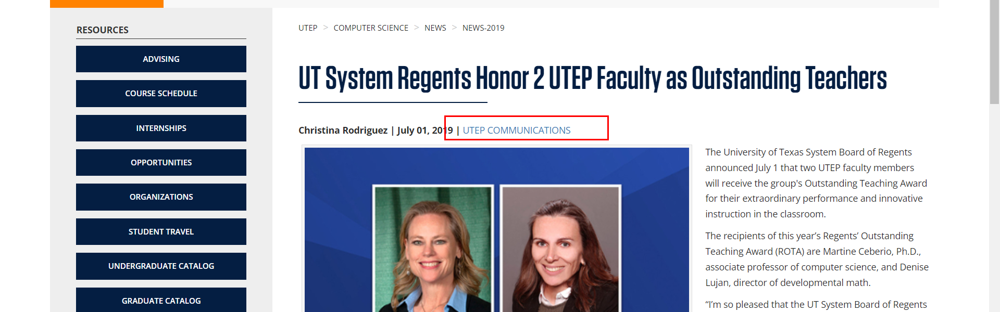 RESOURCES
ADVISING
COURSE SCHEDULE
INTERNSHIPS
OPPORTUNITIES
ORGANIZATIONS
STUDENT TRAVEL
UNDERGRADUATE CATALOG
GRADUATE CATALOG
UTEP > COMPUTER SCIENCE > NEWS > NEWS-2019
UT System Regents Honor 2 UTEP Faculty as Outstanding Teachers
Christina Rodriguez | July 01, 2019 | UTEP COMMUNICATIONS
The University of Texas System Board of Regents
announced July 1 that two UTEP faculty members
will receive the group's Outstanding Teaching Award
for their extraordinary performance and innovative
instruction in the classroom.
The recipients of this year’s Regents’ Outstanding
Teaching Award (ROTA) are Martine Ceberio, Ph.D.,
associate professor of computer science, and Denise
Lujan, director of developmental math.
“I’m so pleased that the UT System Board of Regents